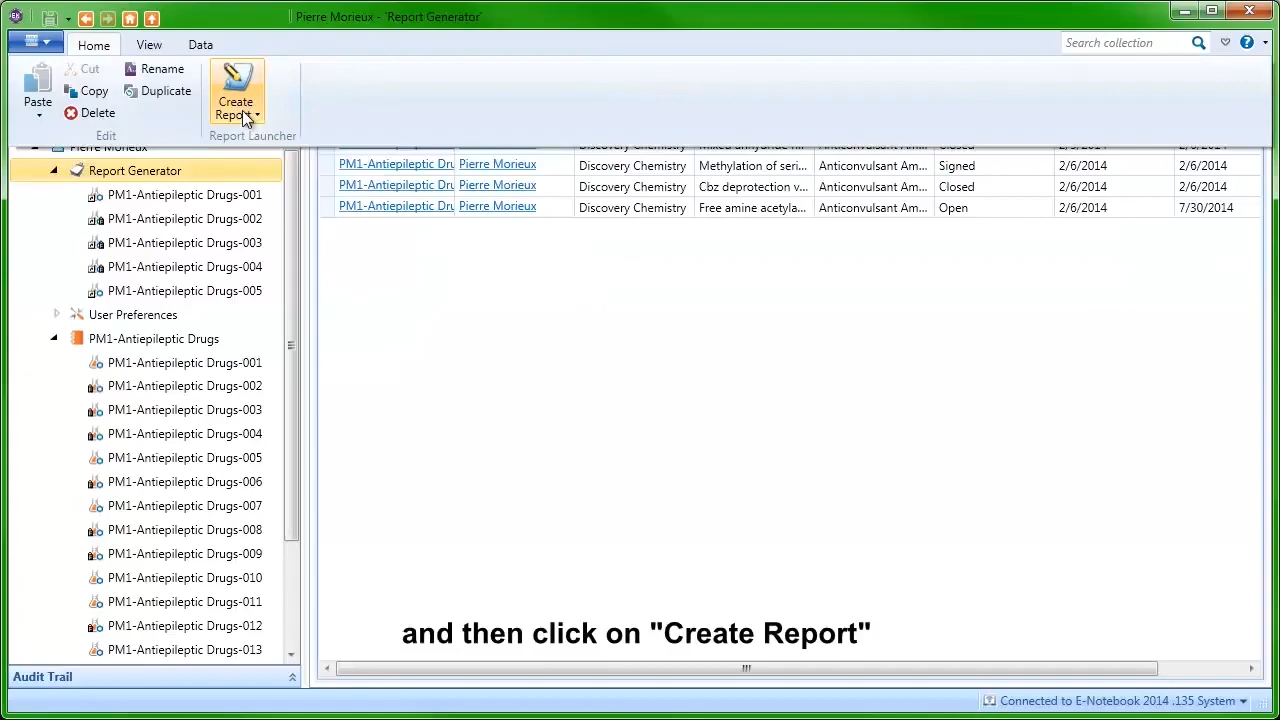 Pierre Morieux - 'Report Generator'
Home View Data
Search collection
Paste
Cut
Copy
Delete
Rename
Duplicate
Edit
Create
Report
Report Launcher
Pierre Morieux
Report Generator
PM1-Antiepileptic Drugs-001
PM1-Antiepileptic Drugs-002
PM1-Antiepileptic Drugs-003
PM1-Antiepileptic Drugs-004
PM1-Antiepileptic Drugs-005
User Preferences
PM1-Antiepileptic Drugs
PM1-Antiepileptic Drugs-001
PM1-Antiepileptic Drugs-002
PM1-Antiepileptic Drugs-003
PM1-Antiepileptic Drugs-004
PM1-Antiepileptic Drugs-005
PM1-Antiepileptic Drugs-006
PM1-Antiepileptic Drugs-007
PM1-Antiepileptic Drugs-008
PM1-Antiepileptic Drugs-009
PM1-Antiepileptic Drugs-010
PM1-Antiepileptic Drugs-011
PM1-Antiepileptic Drugs-012
PM1-Antiepileptic Drugs-013
Audit Trail
PM1-Antiepileptic Dru Pierre Morieux Discovery Chemistry Methylation of seri... Anticonvulsant Am... Signed 2/6/2014 2/6/2014
PM1-Antiepileptic Dru Pierre Morieux Discovery Chemistry Cbz deprotection v... Anticonvulsant Am... Closed 2/6/2014 2/6/2014
PM1-Antiepileptic Dru Pierre Morieux Discovery Chemistry Free amine acetyla... Anticonvulsant Am... Open 2/6/2014 7/30/2014
and then click on "Create Report"
Connected to E-Notebook 2014 .135 System